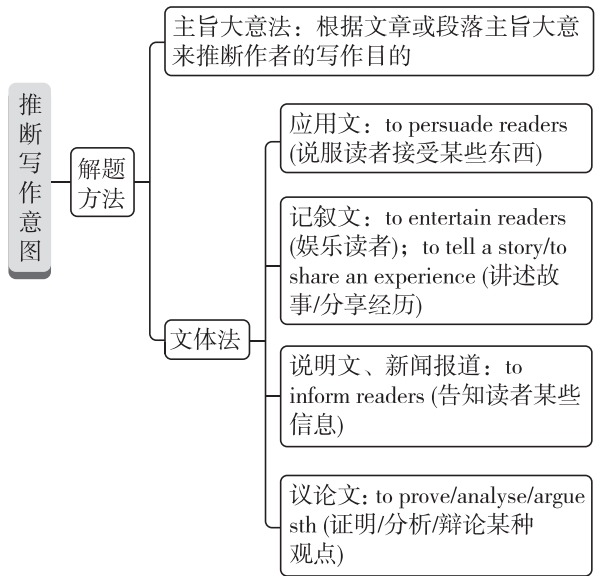 推断写作意图
解题
方法
主旨大意法：根据文章或段落主旨大意
来推断作者的写作目的
文体法
应用文：to persuade readers
(说服读者接受某些东西)
记叙文：to entertain readers
(娱乐读者)；to tell a story/to
share an experience (讲述故
事/分享经历)
说明文、新闻报道：to
inform readers (告知读者某些
信息)
议论文：to prove/analyse/argue
sth (证明/分析/辩论某种
观点)